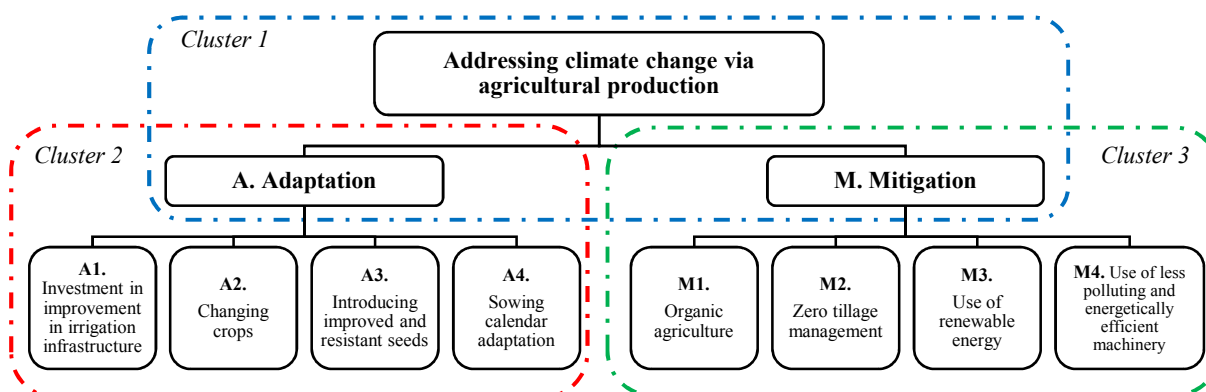 Cluster 1
Addressing climate change via
agricultural production
Cluster 2
Cluster 3
A. Adaptation
M. Mitigation
A1.
Investment in
improvement
in irrigation
infrastructure
A2.
Changing
crops
A3.
Introducing
improved and
resistant seeds
A4.
Sowing
calendar
adaptation
M1.
Organic
agriculture
M2.
Zero tillage
management
M3.
Use of
renewable
energy
M4. Use of less
polluting and
energetically
efficient
machinery